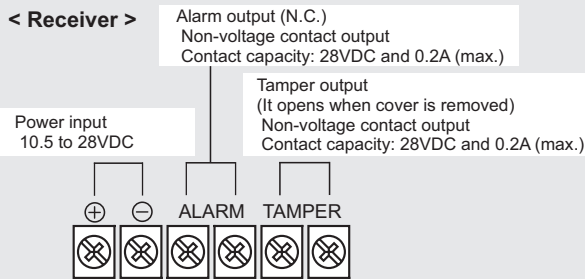 < Receiver >
Alarm output (N.C.)
Non-voltage contact output
Contact capacity: 28VDC and 0.2A (max.)
Tamper output
(It opens when cover is removed)
Non-voltage contact output
Contact capacity: 28VDC and 0.2A (max.)
Power input
10.5 to 28VDC
⊕ ⊖ ALARM TAMPER